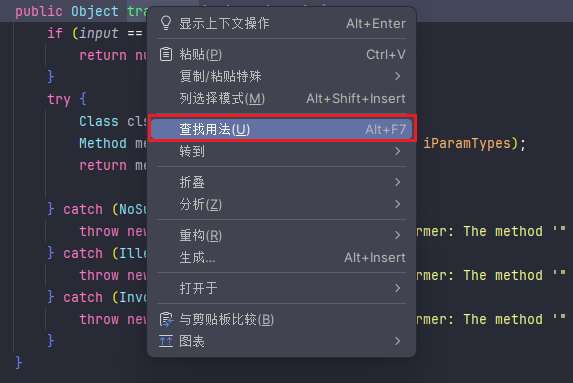 public Object tra
显示上下文操作 Alt+Enter
if (input ==
粘贴(P) Ctrl+V
return nu
复制/粘贴特殊
}
列选择模式(M) Alt+Shift+Insert
try {
Class cls
查找用法(U) Alt+F7
Method me iParamTypes);
转到
return me
折叠
} catch (NoSu
分析(Z)
throw new rmer: The method '"
重构(R)
} catch (Ille
生成... Alt+Insert
throw new rmer: The method '"
打开于
} catch (Invo
throw new rmer: The method '"
与剪贴板比较(B)
}
图表
}